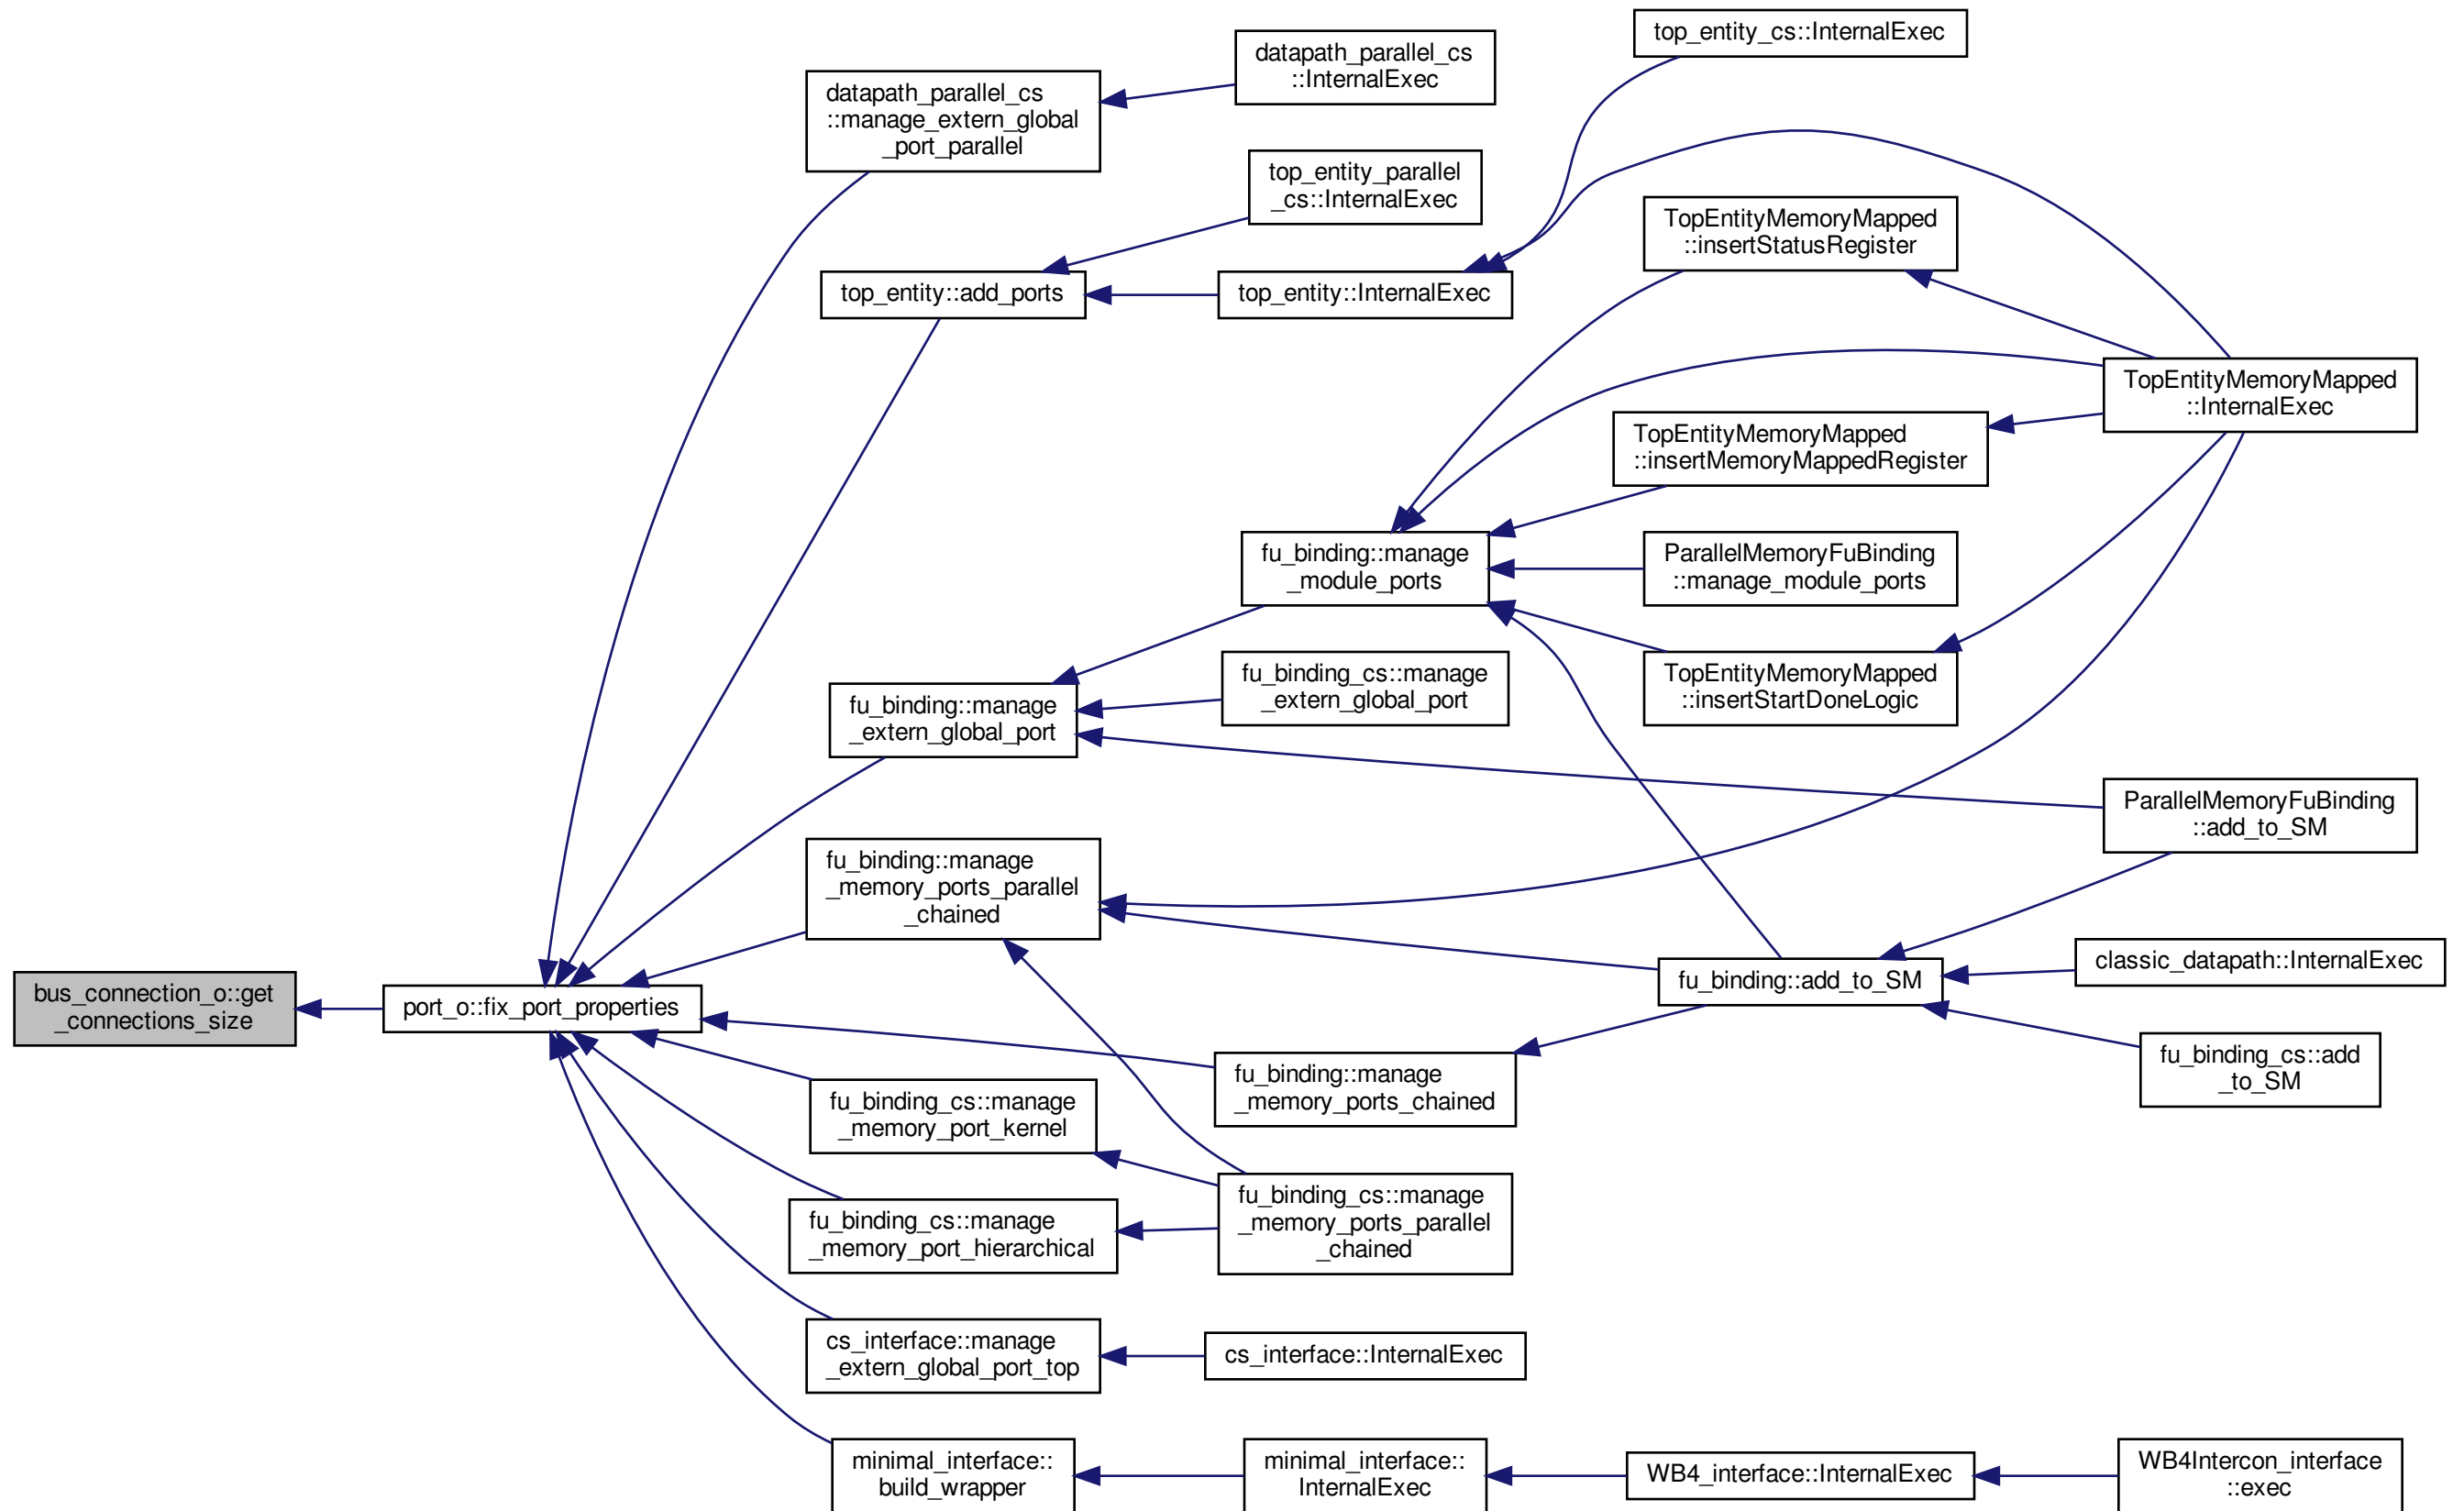 top_entity_cs::InternalExec
datapath_parallel_cs
::InternalExec
datapath_parallel_cs
::manage_extern_global
_port_parallel
top_entity_parallel
_cs::InternalExec
TopEntityMemoryMapped
::insertStatusRegister
top_entity::add_ports
top_entity::InternalExec
TopEntityMemoryMapped
::InternalExec
TopEntityMemoryMapped
::insertMemoryMappedRegister
fu_binding::manage
_module_ports
ParallelMemoryFuBinding
::manage_module_ports
fu_binding_cs::manage
_extern_global_port
TopEntityMemoryMapped
::insertStartDoneLogic
fu_binding::manage
_extern_global_port
ParallelMemoryFuBinding
::add_to_SM
fu_binding::manage
_memory_ports_parallel
_chained
classic_datapath::InternalExec
fu_binding::add_to_SM
bus_connection_o::get
_connections_size
port_o::fix_port_properties
fu_binding_cs::add
_to_SM
fu_binding::manage
_memory_ports_chained
fu_binding_cs::manage
_memory_port_kernel
fu_binding_cs::manage
_memory_ports_parallel
_chained
fu_binding_cs::manage
_memory_port_hierarchical
cs_interface::manage
_extern_global_port_top
cs_interface::InternalExec
minimal_interface::
build_wrapper
minimal_interface::
InternalExec
WB4_interface::InternalExec
WB4Intercon_interface
::exec